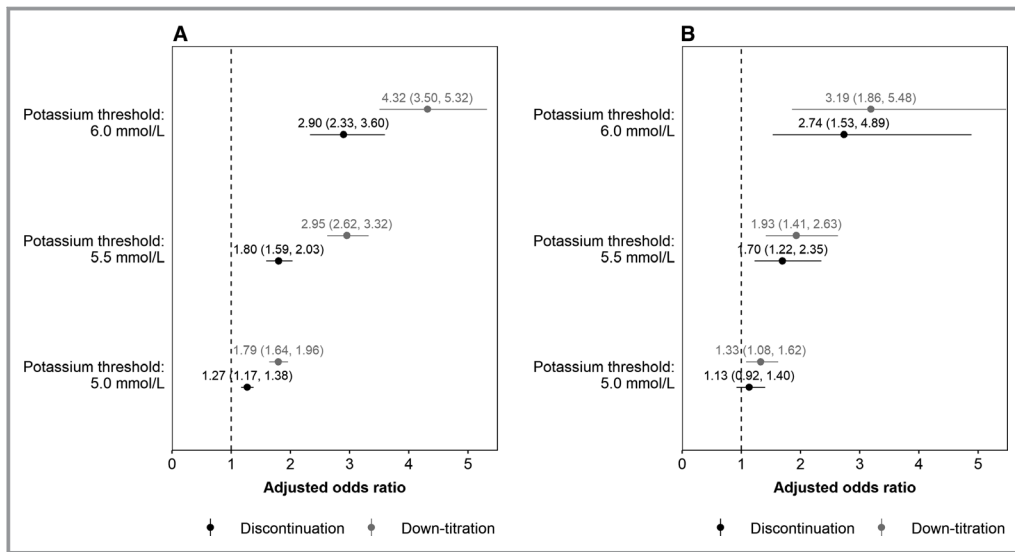 A
Potassium threshold:
6.0 mmol/L
4.32 (3.50, 5.32)
2.90 (2.33, 3.60)
Potassium threshold:
5.5 mmol/L
2.95 (2.62, 3.32)
1.80 (1.59, 2.03)
Potassium threshold:
5.0 mmol/L
1.79 (1.64, 1.96)
1.27 (1.17, 1.38)
0 1 2 3 4 5
Adjusted odds ratio
Discontinuation Down-titration
B
Potassium threshold:
6.0 mmol/L
3.19 (1.86, 5.48)
2.74 (1.53, 4.89)
Potassium threshold:
5.5 mmol/L
1.93 (1.41, 2.63)
1.70 (1.22, 2.35)
Potassium threshold:
5.0 mmol/L
1.33 (1.08, 1.62)
1.13 (0.92, 1.40)
0 1 2 3 4 5
Adjusted odds ratio
Discontinuation Down-titration